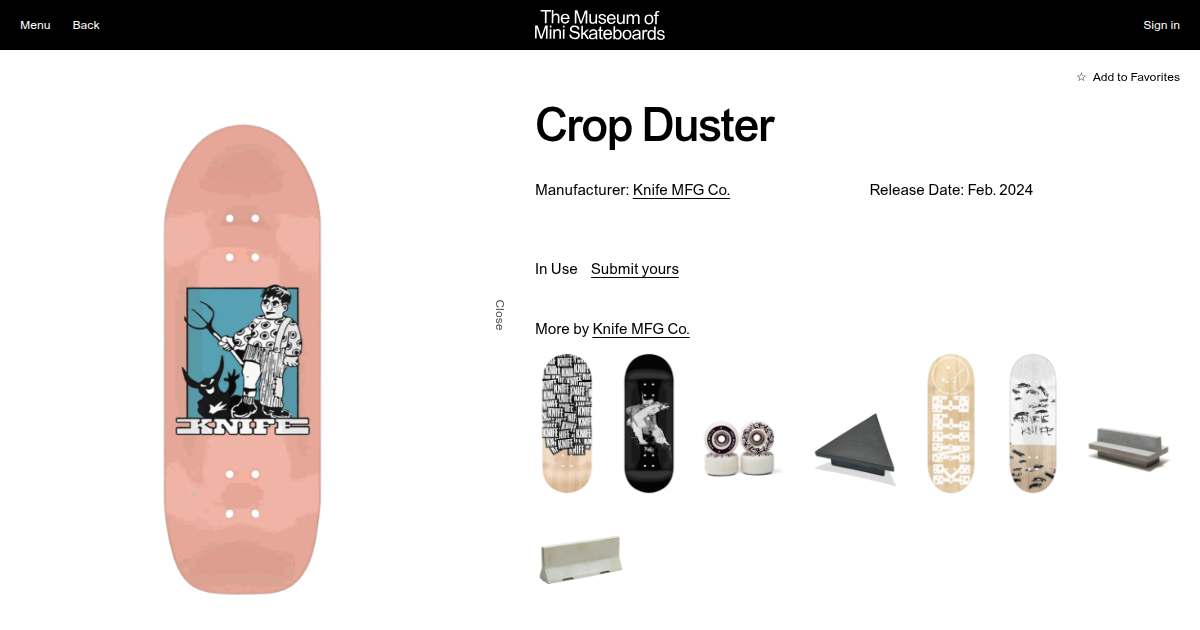 Menu
Back
The Museum of
Mini Skateboards
Sign in
☆ Add to Favorites
Crop Duster
Manufacturer: Knife MFG Co.
Release Date: Feb. 2024
In Use
Submit yours
Close
More by Knife MFG Co.
KNIFE